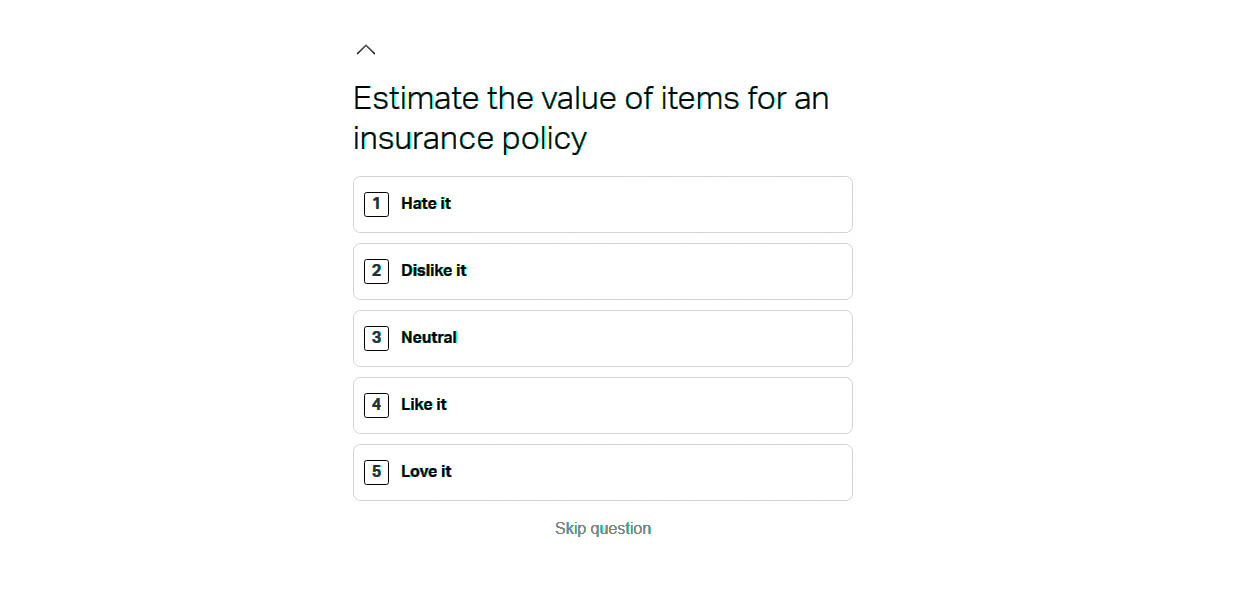 Estimate the value of items for an
insurance policy
1 Hate it
2 Dislike it
3 Neutral
4 Like it
5 Love it
Skip question